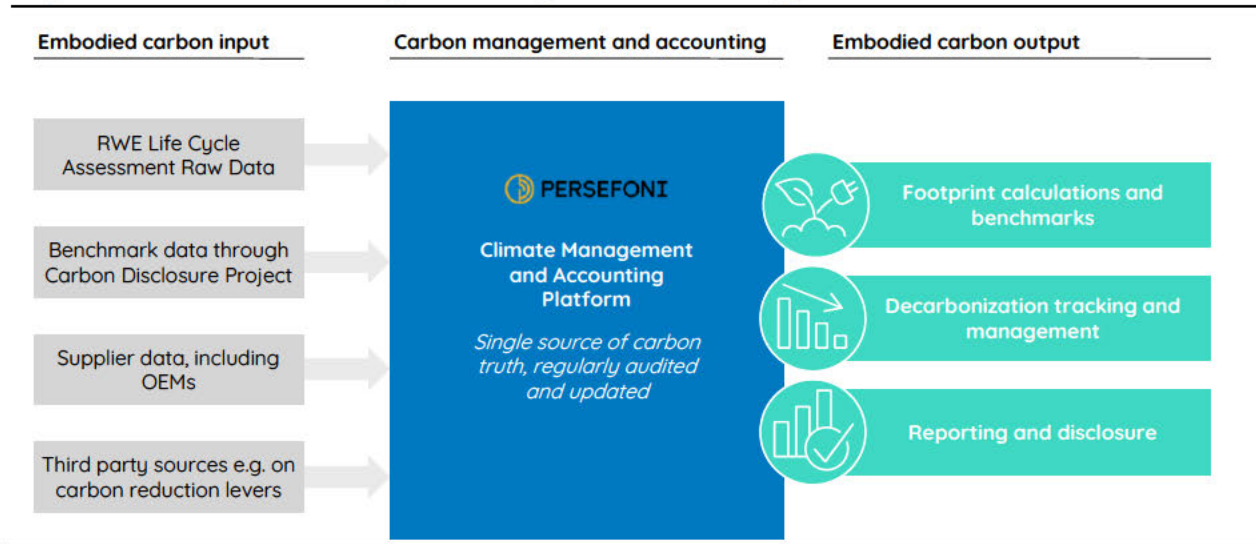 Embodied carbon input
Carbon management and accounting
Embodied carbon output
RWE Life Cycle
Assessment Raw Data
Benchmark data through
Carbon Disclosure Project
Supplier data, including
OEMs
Third party sources e.g. on
carbon reduction levers
PERSEFONI
Climate Management
and Accounting
Platform
Single source of carbon
truth, regularly audited
and updated
Footprint calculations and
benchmarks
Decarbonization tracking and
management
Reporting and disclosure